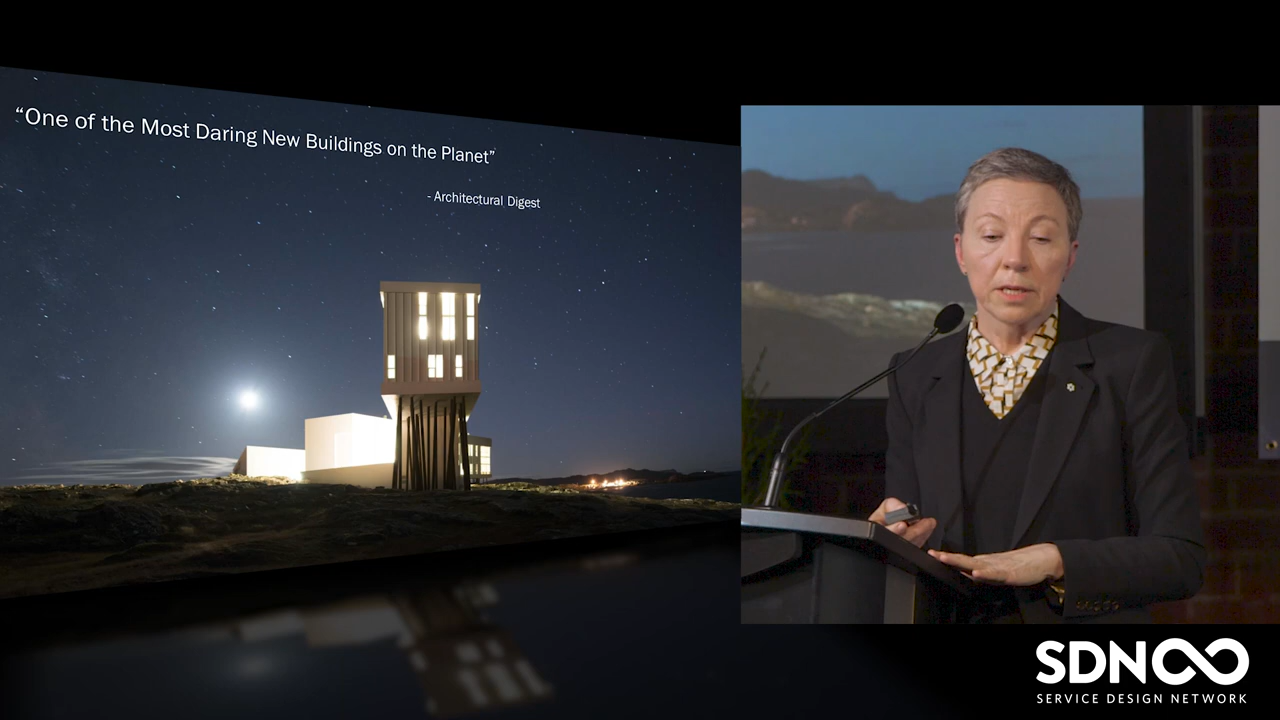 “One of the Most Daring New Buildings on the Planet”
- Architectural Digest
SDN
SERVICE DESIGN NETWORK